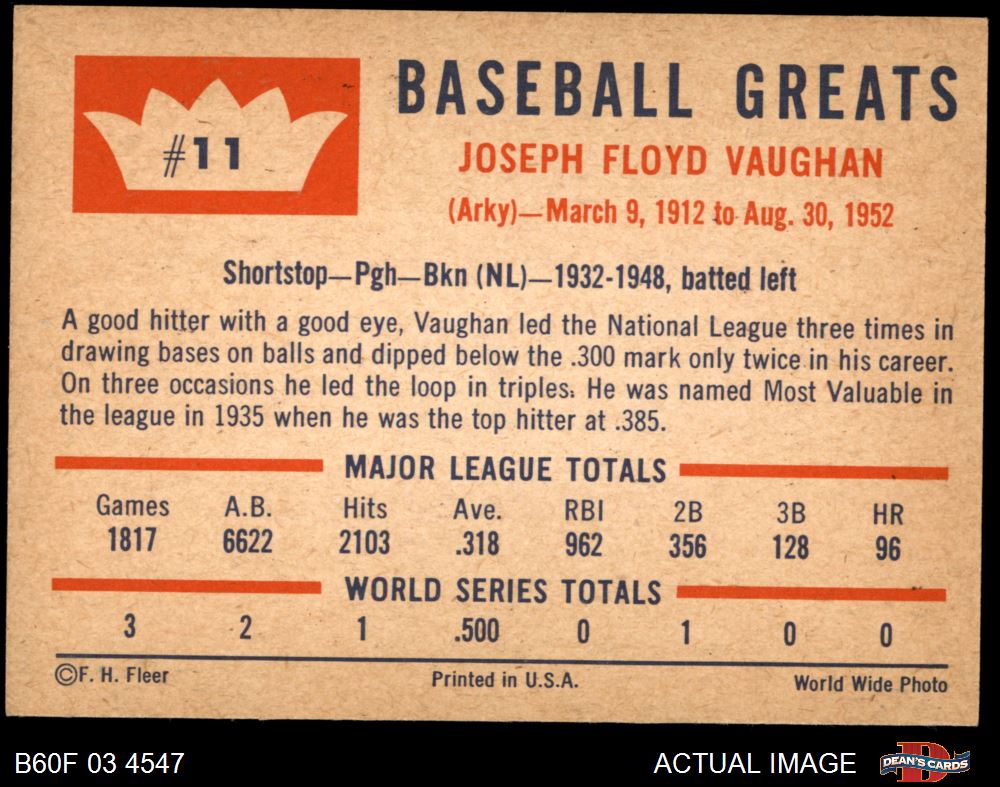 #11
BASEBALL GREATS
JOSEPH FLOYD VAUGHAN
(Arky)—March 9, 1912 to Aug. 30, 1952
Shortstop—Pgh—Bkn (NL)—1932-1948, batted left
A good hitter with a good eye, Vaughan led the National League three times in
drawing bases on balls and dipped below the .300 mark only twice in his career.
On three occasions he led the loop in triples. He was named Most Valuable in
the league in 1935 when he was the top hitter at .385.
MAJOR LEAGUE TOTALS
Games A.B. Hits Ave. RBI 2B 3B HR
1817 6622 2103 .318 962 356 128 96
WORLD SERIES TOTALS
3 2 1 .500 0 1 0 0
©F. H. Fleer Printed in U.S.A. World Wide Photo
B60F 03 4547 ACTUAL IMAGE D DEAN'S CARDS